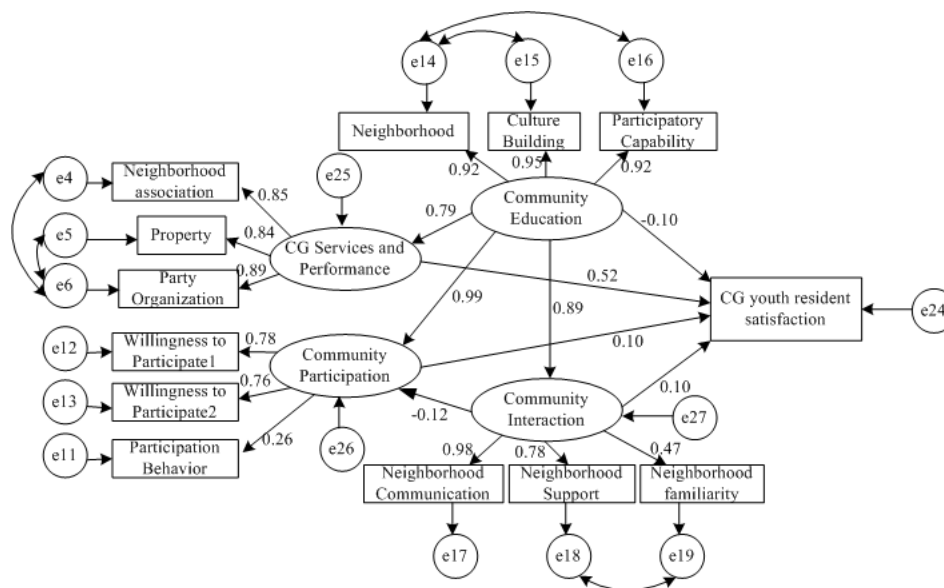 e14
e15
e16
Neighborhood
Culture
Building
Participatory
Capability
0.92
0.95
0.92
e4
Neighborhood
association
0.85
e25
Community
Education
e5
Property
0.84
CG Services and
Performance
0.79
-0.10
e6
Party
Organization
0.89
0.52
CG youth resident
satisfaction
e24
0.99
0.89
e12
Willingness to
Participate1
0.78
Community
Participation
0.10
e13
Willingness to
Participate2
0.76
-0.12
Community
Interaction
0.10
e27
e11
Participation
Behavior
0.26
e26
0.98
0.78
0.47
Neighborhood
Communication
Neighborhood
Support
Neighborhood
familiarity
e17
e18
e19